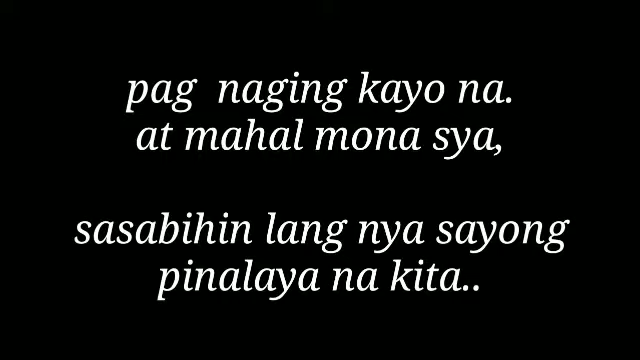 pag naging kayo na.
at mahal mona sya,
sasabihin lang nya sayong
pinalaya na kita..